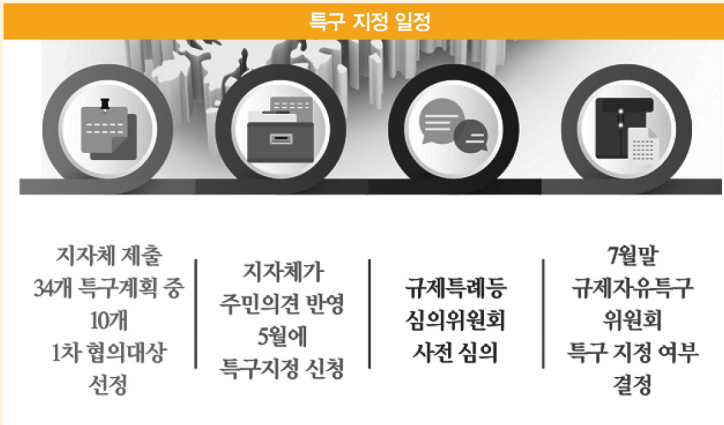 특구 지정 일정
지자체 제출
34개 특구계획 중
10개
1차 협의대상
선정
지자체가
주민의견 반영
5월에
특구지정 신청
규제특례등
심의위원회
사전 심의
7월말
규제자유특구
위원회
특구 지정 여부
결정